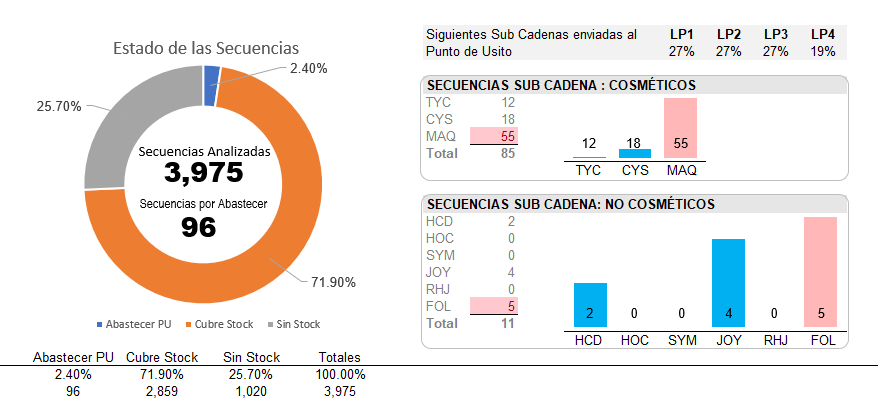 Estado de las Secuencias
2.40%
25.70%
Secuencias Analizadas
3,975
Secuencias por Abastecer
96
71.90%
Abastecer PU Cubre Stock Sin Stock
Abastecer PU Cubre Stock Sin Stock Totales
2.40% 71.90% 25.70% 100.00%
96 2,859 1,020 3,975
Siguientes Sub Cadenas enviadas al LP1 LP2 LP3 LP4
Punto de Usito 27% 27% 27% 19%
SECUENCIAS SUB CADENA : COSMÉTICOS
TYC 12
CYS 18
MAQ 55
Total 85
12 18 55
TYC CYS MAQ
SECUENCIAS SUB CADENA: NO COSMÉTICOS
HCD 2
HOC 0
SYM 0
JOY 4
RHJ 0
FOL 5
Total 11
2 0 0 4 0 5
HCD HOC SYM JOY RHJ FOL